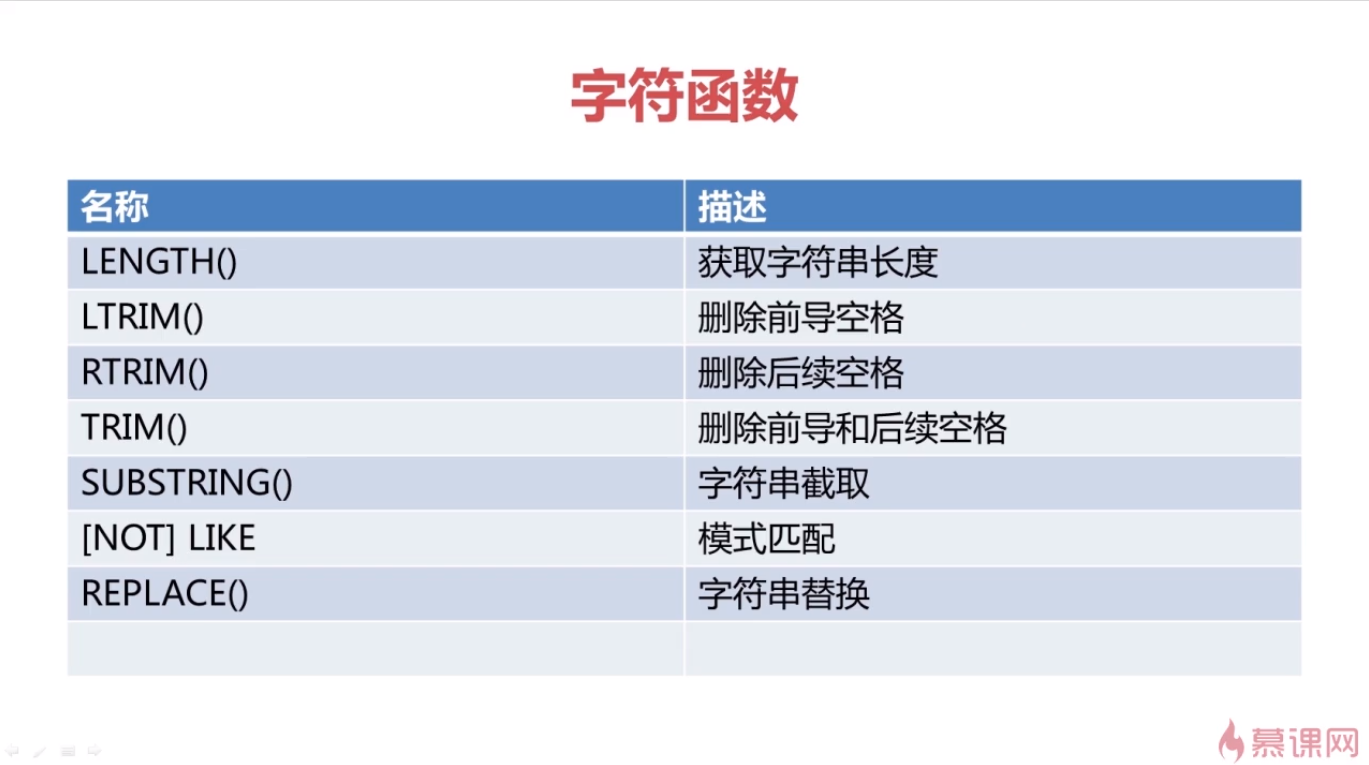 字符函数
名称 描述
LENGTH() 获取字符串长度
LTRIM() 删除前导空格
RTRIM() 删除后续空格
TRIM() 删除前导和后续空格
SUBSTRING() 字符串截取
[NOT] LIKE 模式匹配
REPLACE() 字符串替换
慕课网